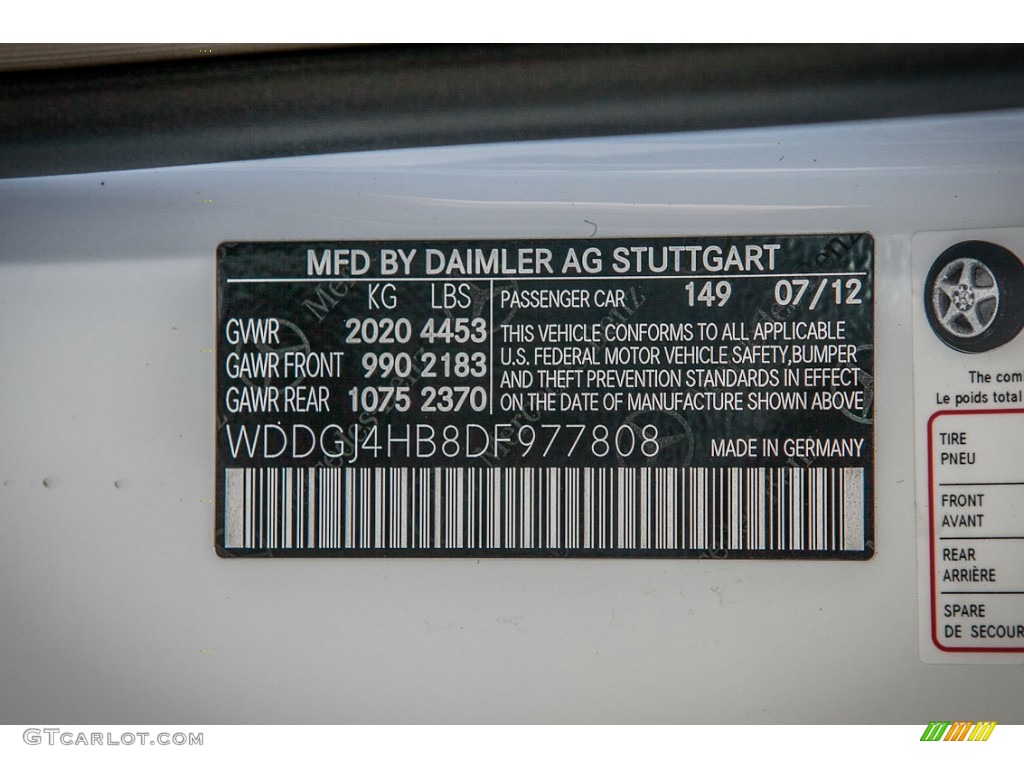 MFD BY DAIMLER AG STUTTGART
KG LBS PASSENGER CAR 149 07/12
GVWR 2020 4453 THIS VEHICLE CONFORMS TO ALL APPLICABLE
GAWR FRONT 990 2183 U.S. FEDERAL MOTOR VEHICLE SAFETY,BUMPER
AND THEFT PREVENTION STANDARDS IN EFFECT
GAWR REAR 1075 2370 ON THE DATE OF MANUFACTURE SHOWN ABOVE
WDDGJ4HB8DF977808 MADE IN GERMANY
The com
Le poids total
TIRE
PNEU
FRONT
AVANT
REAR
ARRIÈRE
SPARE
DE SECOUR
GTCARLOT.COM